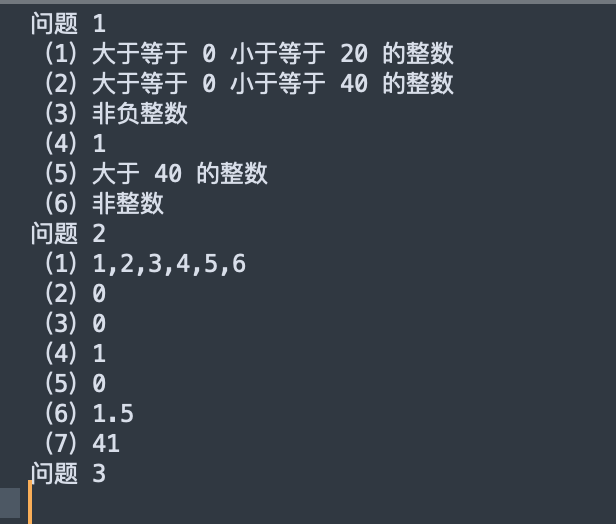 问题 1
（1）大于等于 0 小于等于 20 的整数
（2）大于等于 0 小于等于 40 的整数
（3）非负整数
（4）1
（5）大于 40 的整数
（6）非整数
问题 2
（1）1,2,3,4,5,6
（2）0
（3）0
（4）1
（5）0
（6）1.5
（7）41
问题 3